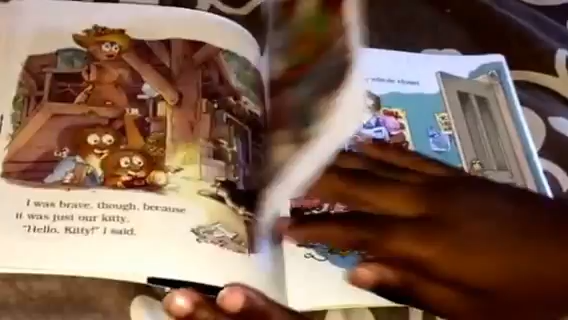 I was brave, though, because
it was just our kitty.
"Hello, Kitty!" I said.